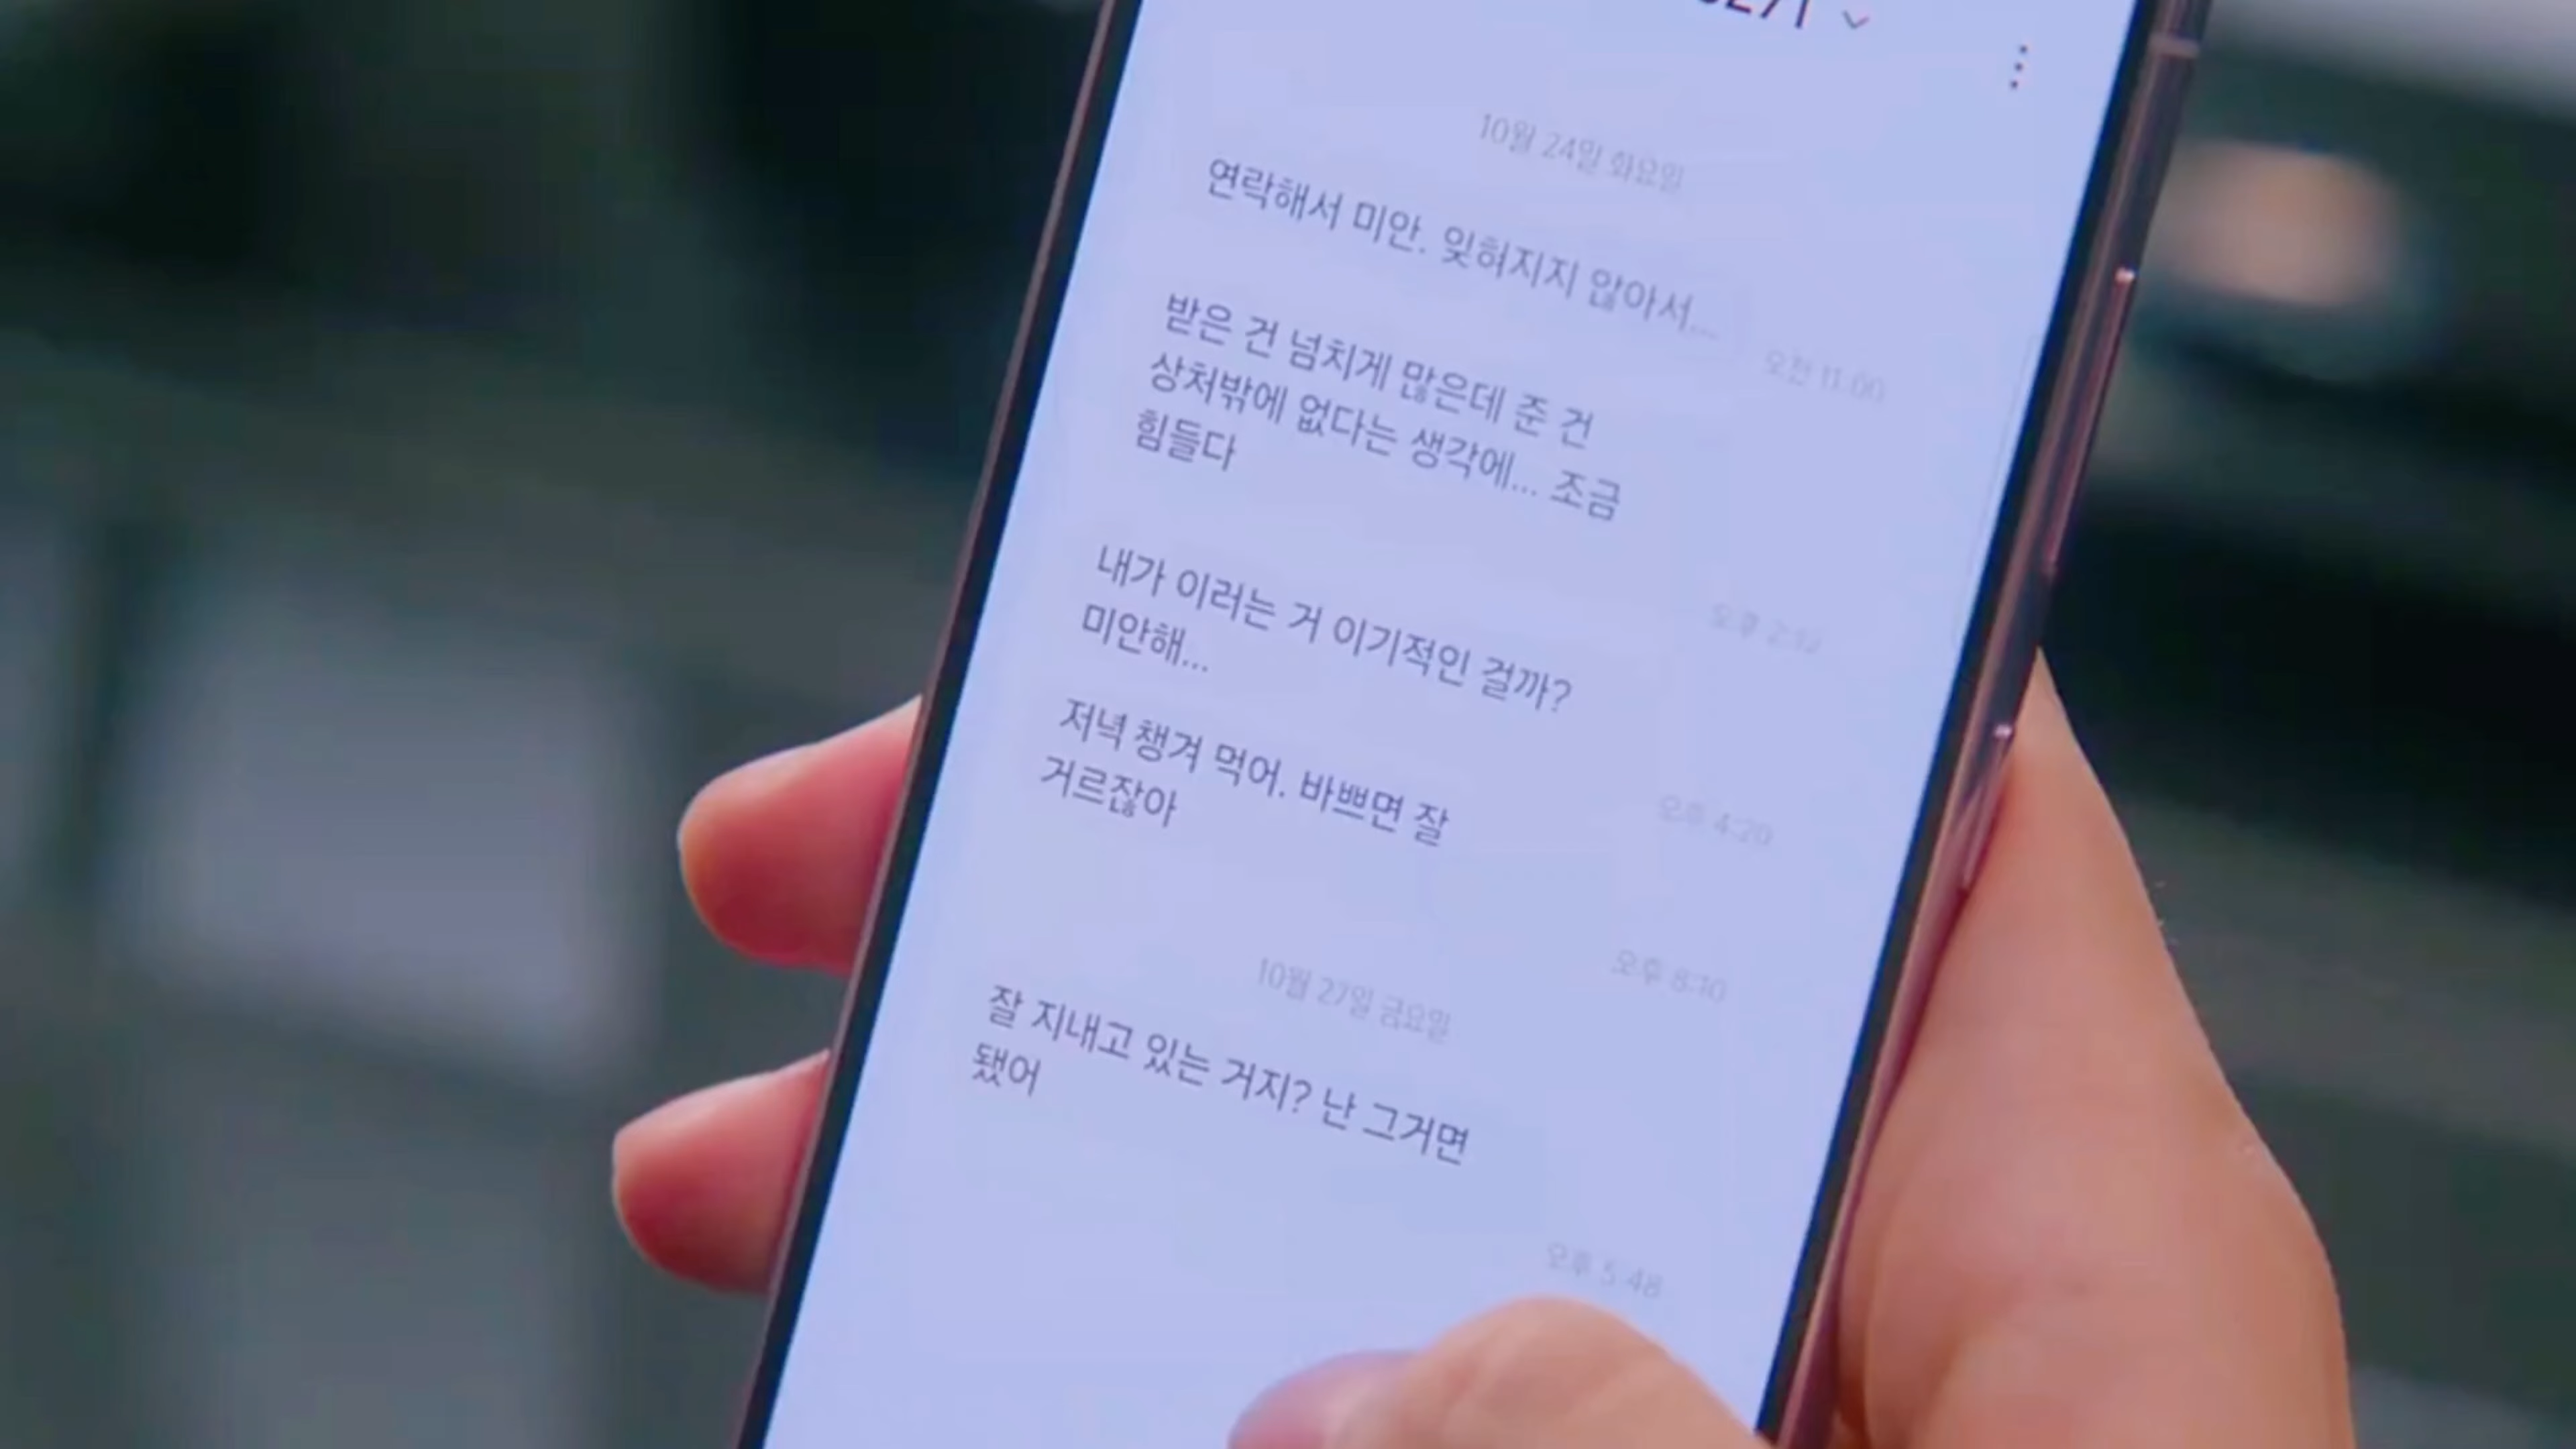 10월 24일 화요일
연락해서 미안. 잊혀지지 않아서...
오전 11:00
받은 건 넘치게 많은데 준 건
상처밖에 없다는 생각에... 조금
힘들다
오후 2:12
내가 이러는 거 이기적인 걸까?
미안해...
오후 4:20
저녁 챙겨 먹어. 바쁘면 잘
거르잖아
오후 8:10
10월 27일 금요일
잘 지내고 있는 거지? 난 그거면
됐어
오후 5:48